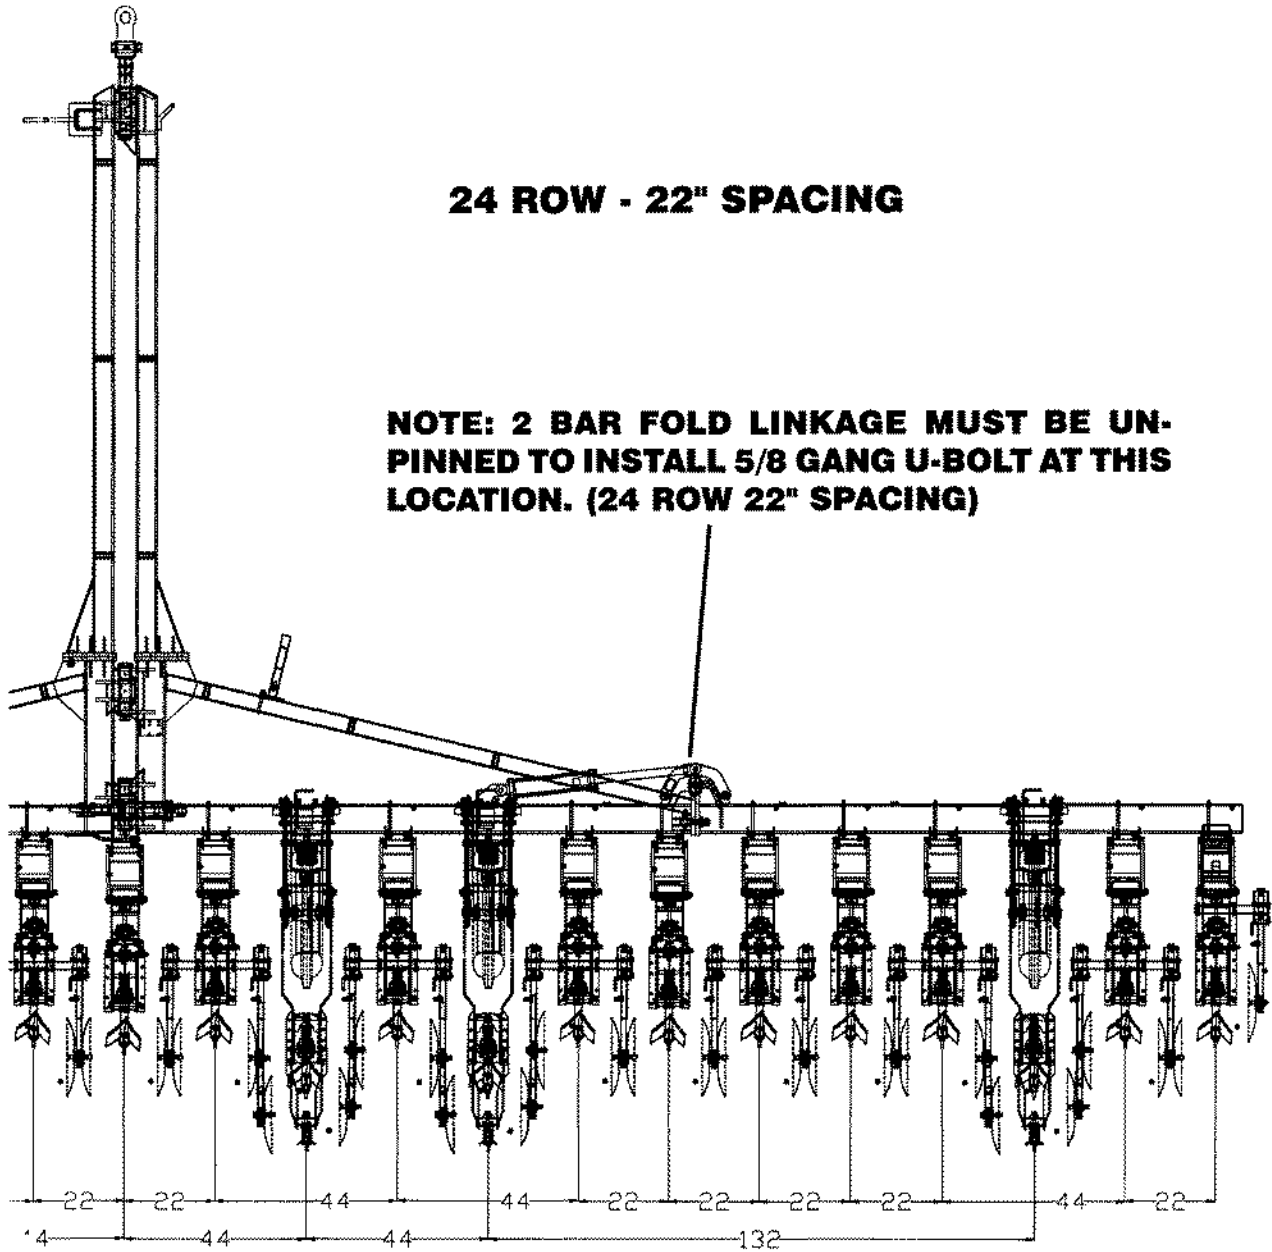 24 ROW - 22" SPACING
NOTE: 2 BAR FOLD LINKAGE MUST BE UN-
PINNED TO INSTALL 5/8 GANG U-BOLT AT THIS
LOCATION. (24 ROW 22" SPACING)
22 22 44 44 22 22 22 22 44 22
44 44 132